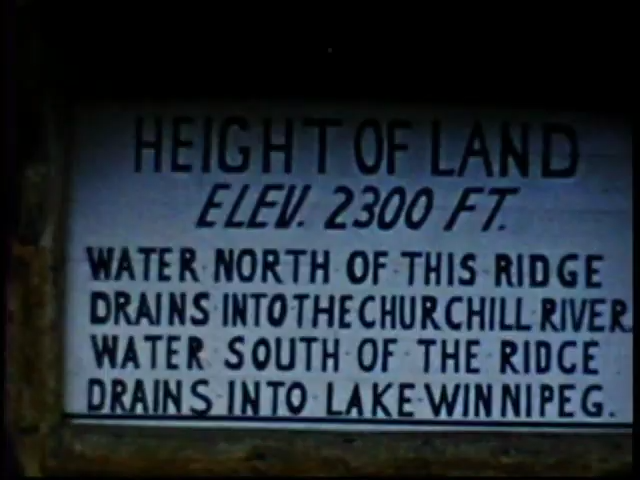 HEIGHT OF LAND
ELEV. 2300 FT.
WATER NORTH OF THIS RIDGE
DRAINS INTO THE CHURCHILL RIVER.
WATER SOUTH OF THE RIDGE
DRAINS INTO LAKE WINNIPEG.